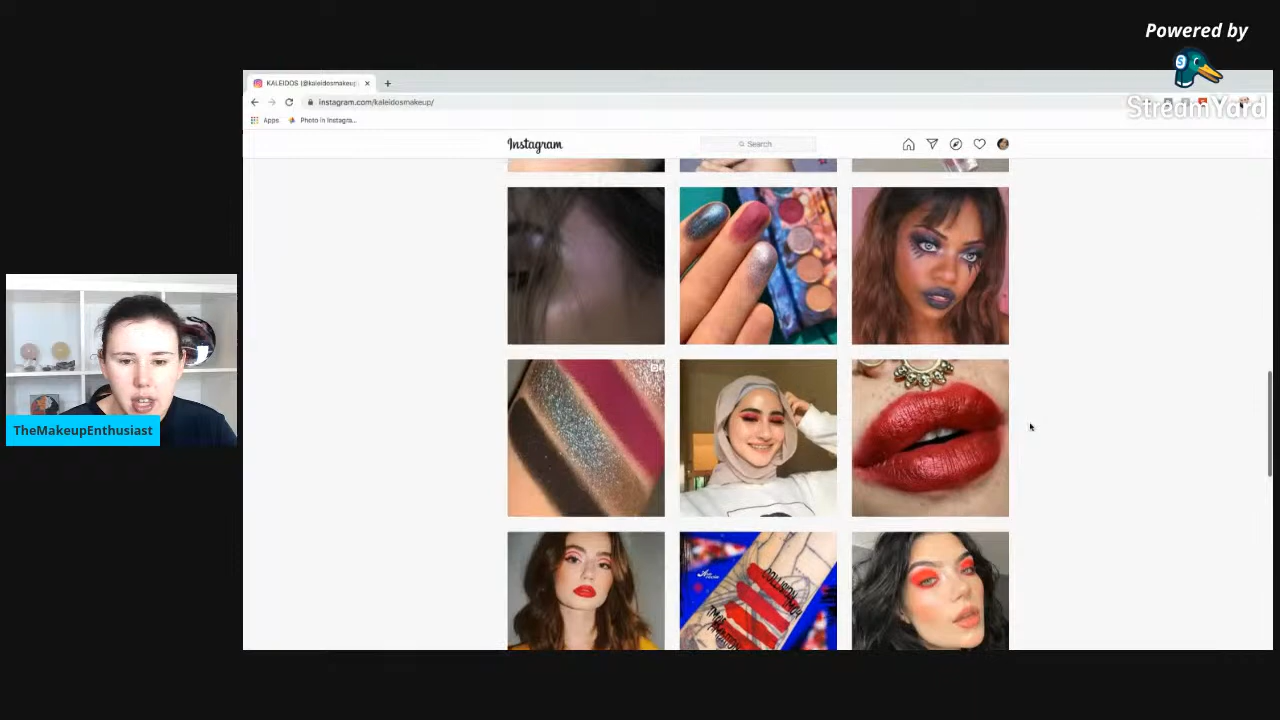 Powered by
StreamYard
KALEIDOS (@kaleidosmakeup)
instagram.com/kaleidosmakeup/
Apps
Photo in Instagra...
Instagram
Search
TheMakeupEnthusiast